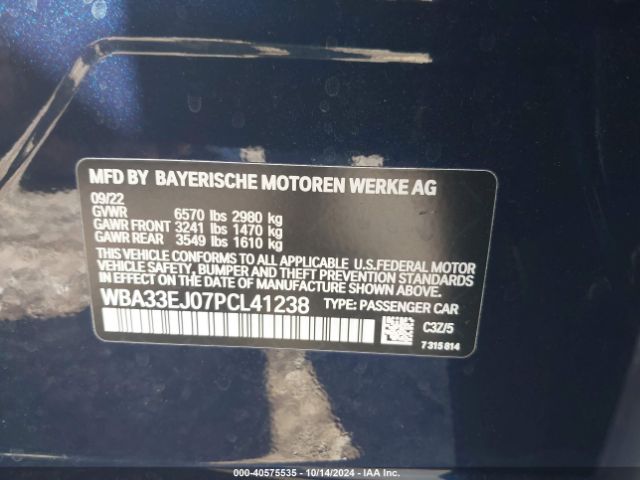 MFD BY BAYERISCHE MOTOREN WERKE AG
09/22
GVWR 6570 lbs 2980 kg
GAWR FRONT 3241 lbs 1470 kg
GAWR REAR 3549 lbs 1610 kg
THIS VEHICLE CONFORMS TO ALL APPLICABLE U.S.FEDERAL MOTOR
VEHICLE SAFETY, BUMPER AND THEFT PREVENTION STANDARDS
IN EFFECT ON THE DATE OF MANUFACTURE SHOWN ABOVE.
WBA33EJ07PCL41238 TYPE: PASSENGER CAR
C3Z/5
7315814
000 - 40575535 - 10/14/2024 - IAA Inc.